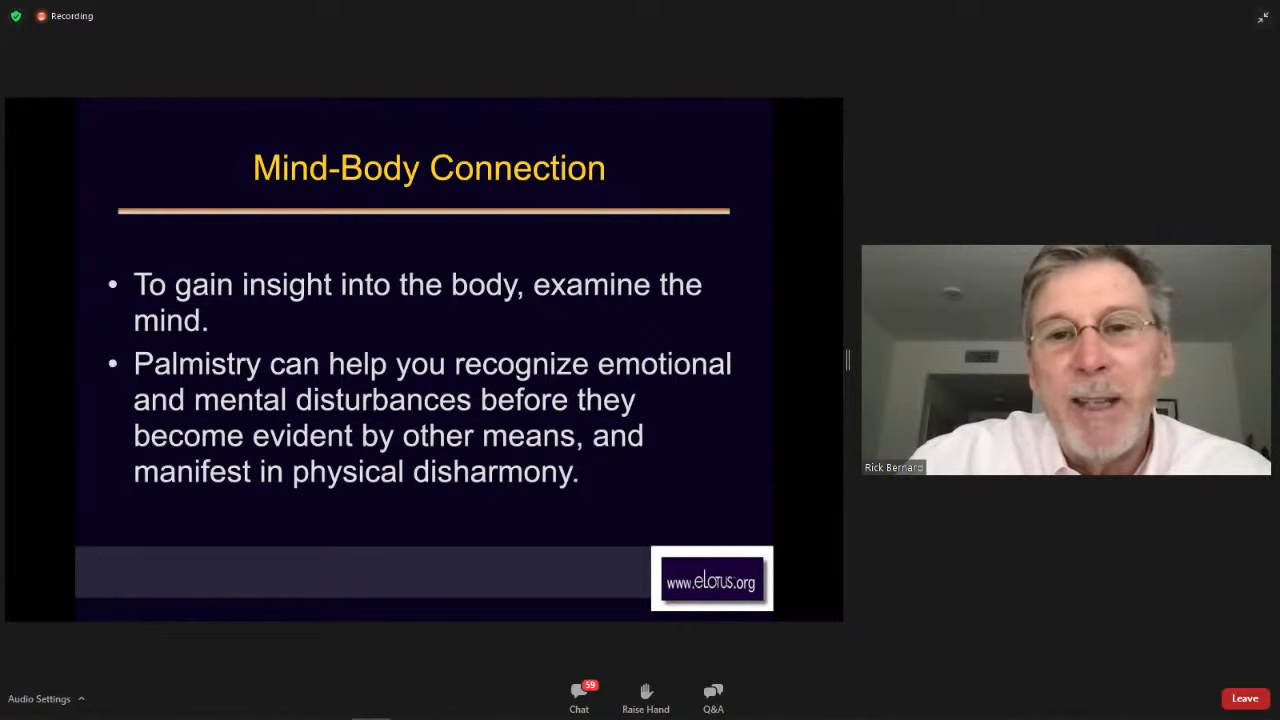 Recording
Mind-Body Connection
• To gain insight into the body, examine the
mind.
• Palmistry can help you recognize emotional
and mental disturbances before they
become evident by other means, and
manifest in physical disharmony.
www.eLotus.org
Rick Bernard
Audio Settings
59
Chat
Raise Hand
Q&A
Leave